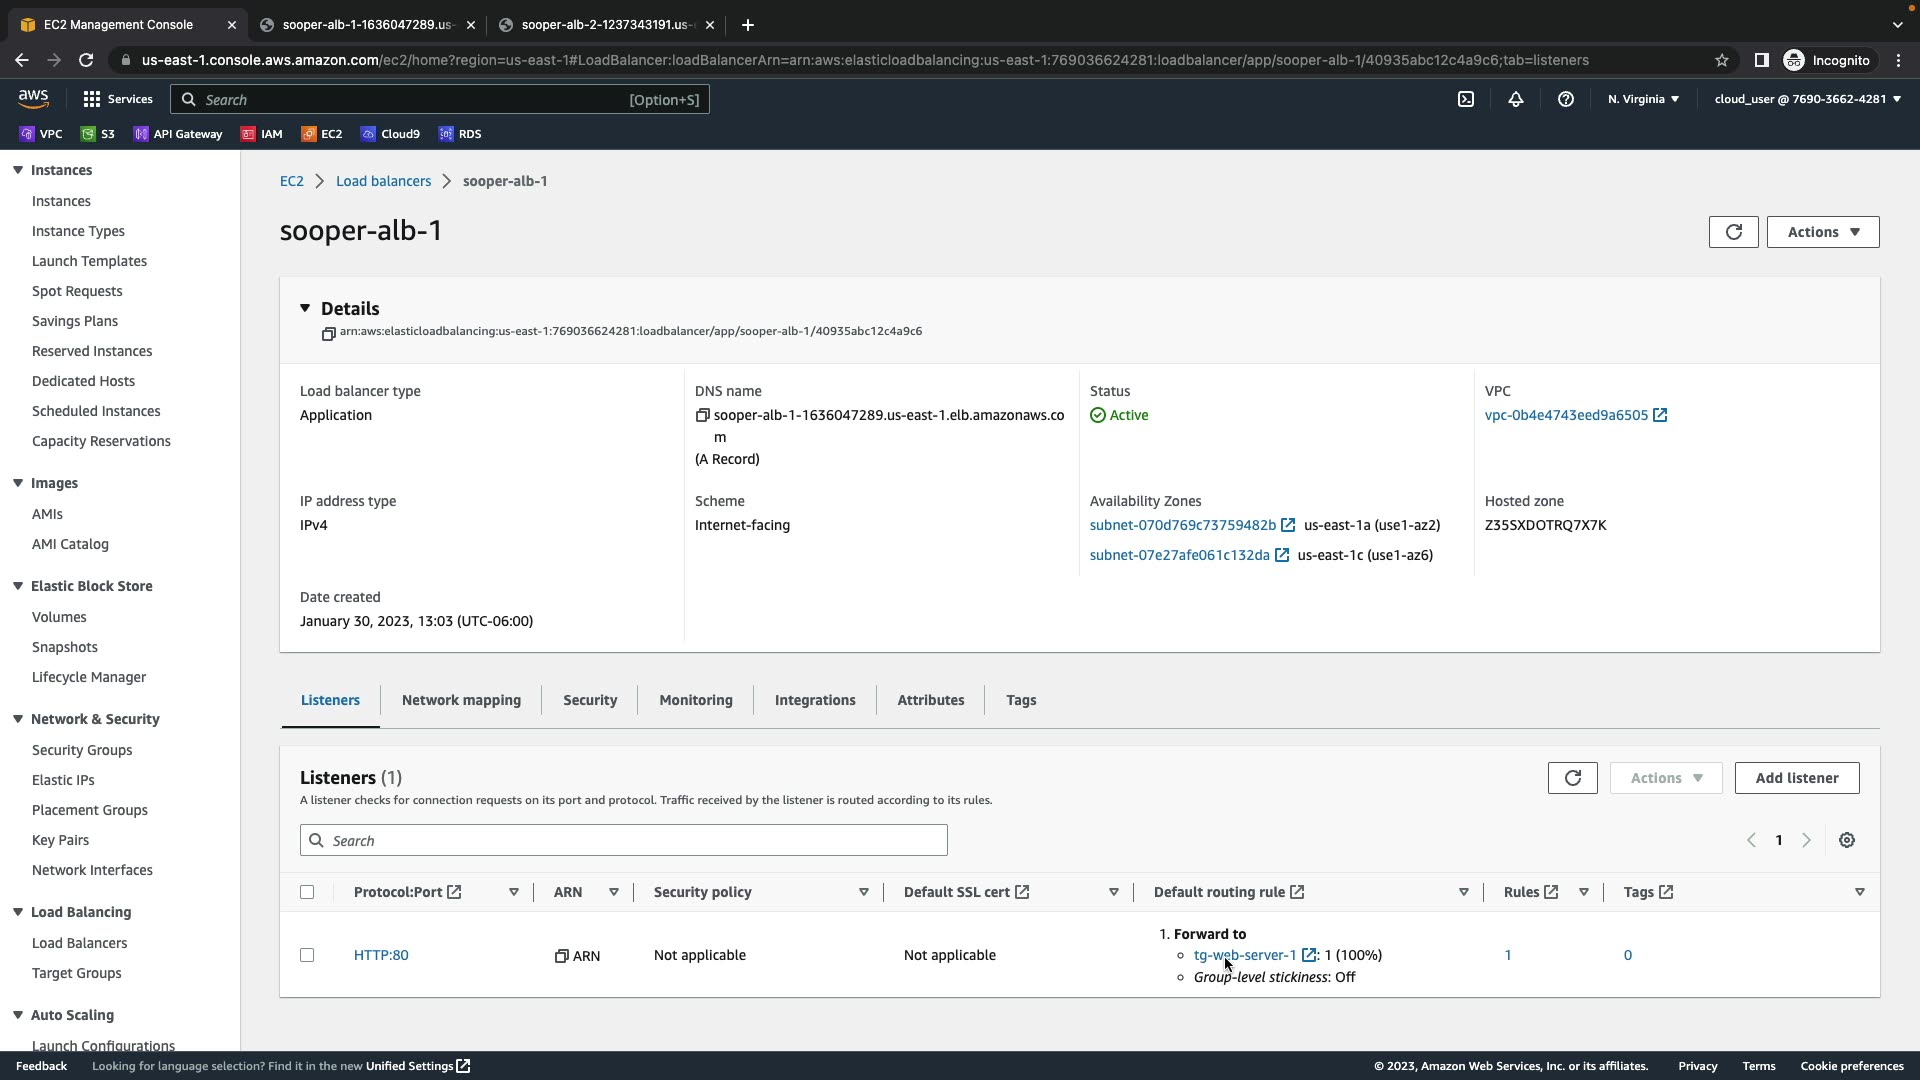 EC2 Management Console
sooper-alb-1-1636047289.us-
sooper-alb-2-1237343191.us-
us-east-1.console.aws.amazon.com/ec2/home?region=us-east-1#LoadBalancer:loadBalancerArn=arn:aws:elasticloadbalancing:us-east-1:769036624281:loadbalancer/app/sooper-alb-1/40935abc12c4a9c6;tab=listeners
Incognito
aws
Services
Search
[Option+S]
N. Virginia
cloud_user @ 7690-3662-4281
VPC
S3
API Gateway
IAM
EC2
Cloud9
RDS
Instances
Instances
Instance Types
Launch Templates
Spot Requests
Savings Plans
Reserved Instances
Dedicated Hosts
Scheduled Instances
Capacity Reservations
Images
AMIs
AMI Catalog
Elastic Block Store
Volumes
Snapshots
Lifecycle Manager
Network & Security
Security Groups
Elastic IPs
Placement Groups
Key Pairs
Network Interfaces
Load Balancing
Load Balancers
Target Groups
Auto Scaling
Launch Configurations
EC2 > Load balancers > sooper-alb-1
sooper-alb-1
Actions
Details
arn:aws:elasticloadbalancing:us-east-1:769036624281:loadbalancer/app/sooper-alb-1/40935abc12c4a9c6
Load balancer type
Application
DNS name
sooper-alb-1-1636047289.us-east-1.elb.amazonaws.co
m
(A Record)
Status
Active
VPC
vpc-0b4e4743eed9a6505
IP address type
IPv4
Scheme
Internet-facing
Availability Zones
subnet-070d769c73759482b us-east-1a (use1-az2)
subnet-07e27afe061c132da us-east-1c (use1-az6)
Hosted zone
Z35SXDOTRQ7X7K
Date created
January 30, 2023, 13:03 (UTC-06:00)
Listeners
Network mapping
Security
Monitoring
Integrations
Attributes
Tags
Listeners (1)
A listener checks for connection requests on its port and protocol. Traffic received by the listener is routed according to its rules.
Actions
Add listener
Search
1
Protocol:Port
ARN
Security policy
Default SSL cert
Default routing rule
Rules
Tags
HTTP:80
ARN
Not applicable
Not applicable
1. Forward to
tg-web-server-1 : 1 (100%)
Group-level stickiness: Off
1
0
Feedback
Looking for language selection? Find it in the new Unified Settings
© 2023, Amazon Web Services, Inc. or its affiliates.
Privacy
Terms
Cookie preferences